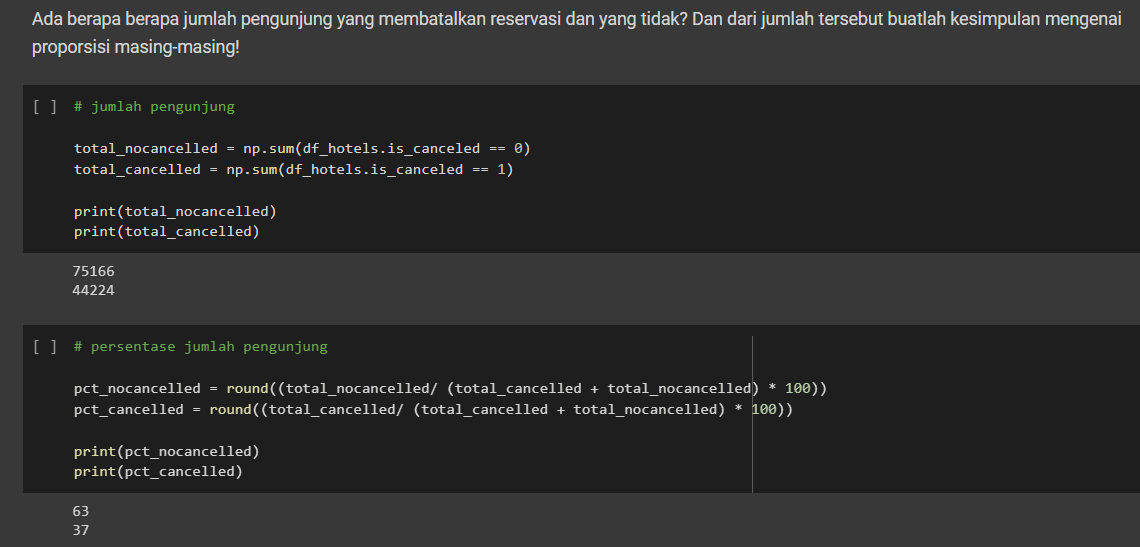 Ada berapa berapa jumlah pengunjung yang membatalkan reservasi dan yang tidak? Dan dari jumlah tersebut buatlah kesimpulan mengenai
proporsisi masing-masing!
[ ] # jumlah pengunjung
total_nocancelled = np.sum(df_hotels.is_canceled == 0)
total_cancelled = np.sum(df_hotels.is_canceled == 1)
print(total_nocancelled)
print(total_cancelled)
75166
44224
[ ] # persentase jumlah pengunjung
pct_nocancelled = round((total_nocancelled/ (total_cancelled + total_nocancelled) * 100))
pct_cancelled = round((total_cancelled/ (total_cancelled + total_nocancelled) * 100))
print(pct_nocancelled)
print(pct_cancelled)
63
37